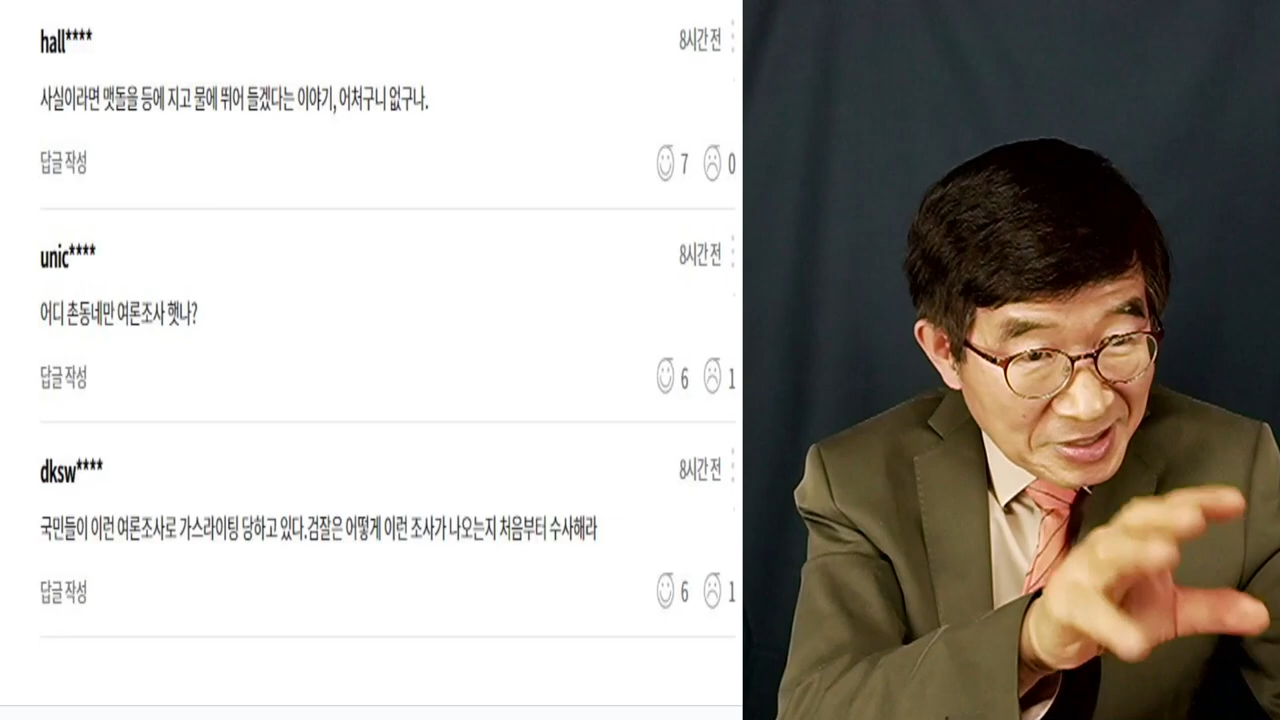 hall****
8시간 전
사실이라면 맷돌을 등에 지고 물에 뛰어 들겠다는 이야기, 어처구니 없구나.
답글 작성
7 0
unic****
8시간 전
어디 촌동네만 여론조사 햇나?
답글 작성
6 1
dksw****
8시간 전
국민들이 이런 여론조사로 가스라이팅 당하고 있다.검잘은 어떻게 이런 조사가 나오는지 처음부터 수사해라
답글 작성
6 1